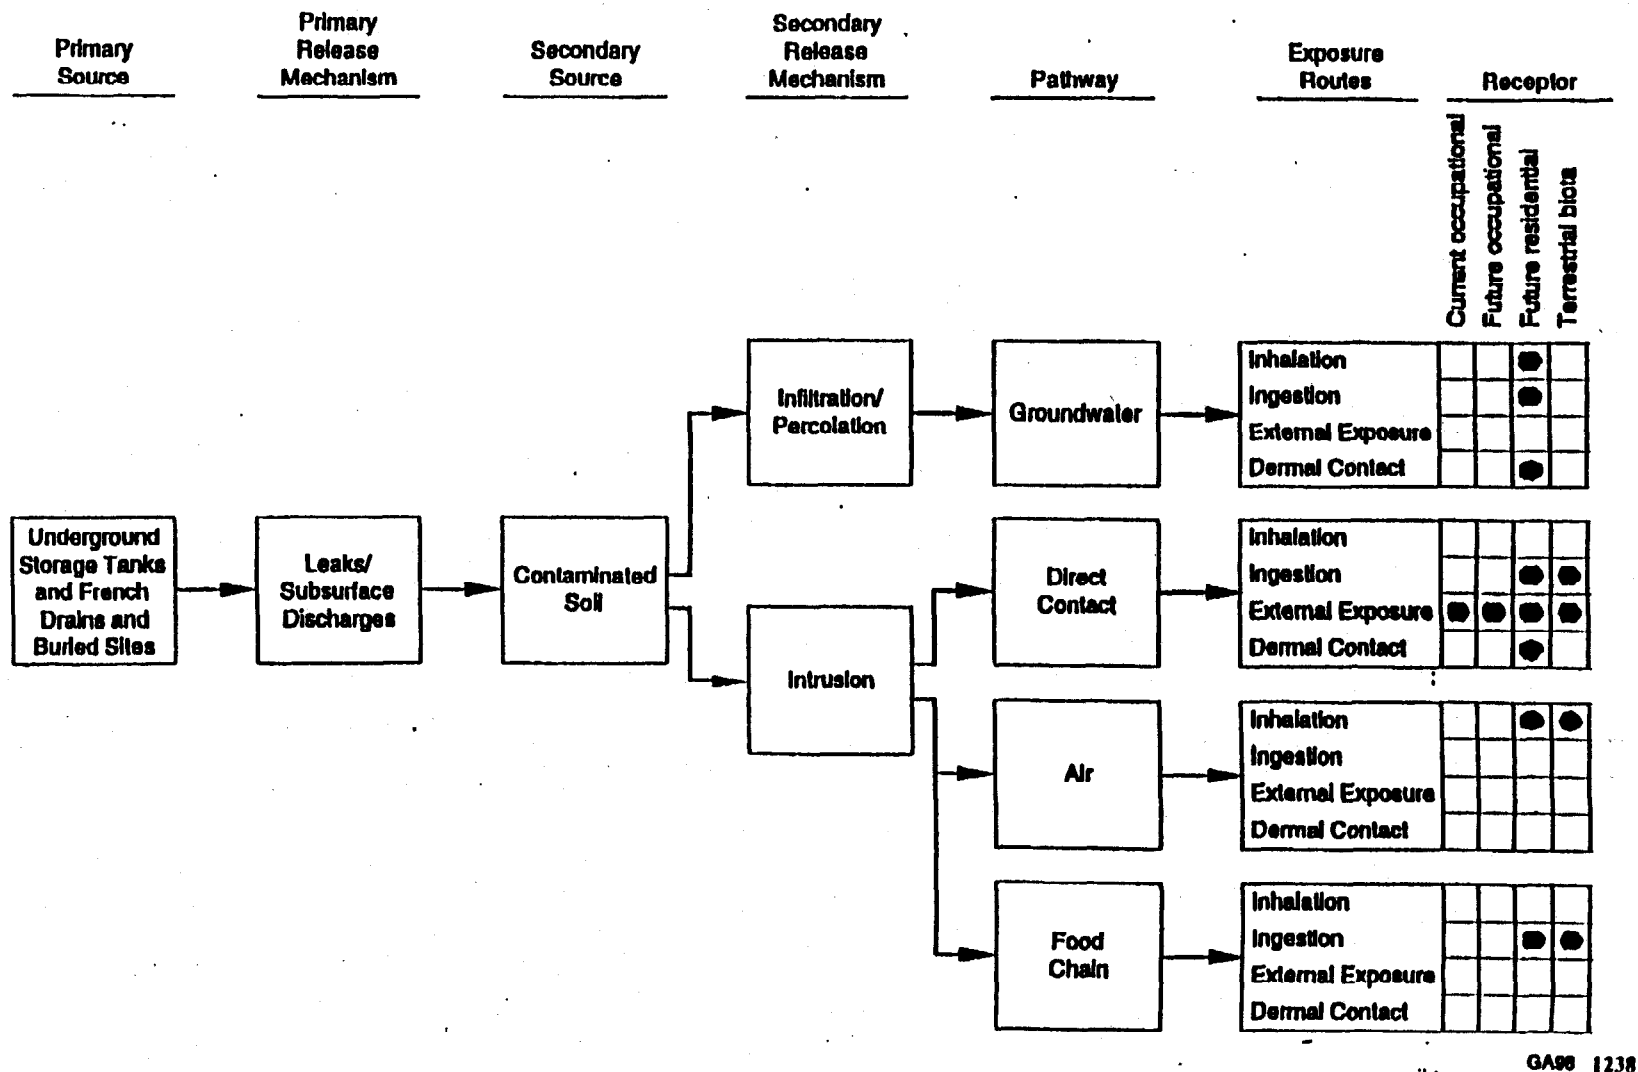 Primary
Source
Primary
Release
Mechanism
Secondary
Source
Secondary
Release
Mechanism
Pathway
Exposure
Routes
Receptor
Current occupational
Future occupational
Future residential
Terrestrial biota
Underground
Storage Tanks
and French
Drains and
Buried Sites
Leaks/
Subsurface
Discharges
Contaminated
Soil
Infiltration/
Percolation
Intrusion
Groundwater
Inhalation
Ingestion
External Exposure
Dermal Contact
Direct
Contact
Inhalation
Ingestion
External Exposure
Dermal Contact
Air
Inhalation
Ingestion
External Exposure
Dermal Contact
Food
Chain
Inhalation
Ingestion
External Exposure
Dermal Contact
GA98 1238